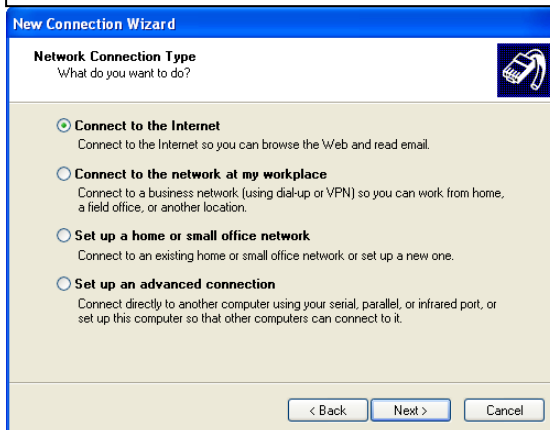 New Connection Wizard
Network Connection Type
What do you want to do?
Connect to the Internet
Connect to the Internet so you can browse the Web and read email.
Connect to the network at my workplace
Connect to a business network (using dial-up or VPN) so you can work from home,
a field office, or another location.
Set up a home or small office network
Connect to an existing home or small office network or set up a new one.
Set up an advanced connection
Connect directly to another computer using your serial, parallel, or infrared port, or
set up this computer so that other computers can connect to it.
< Back Next > Cancel